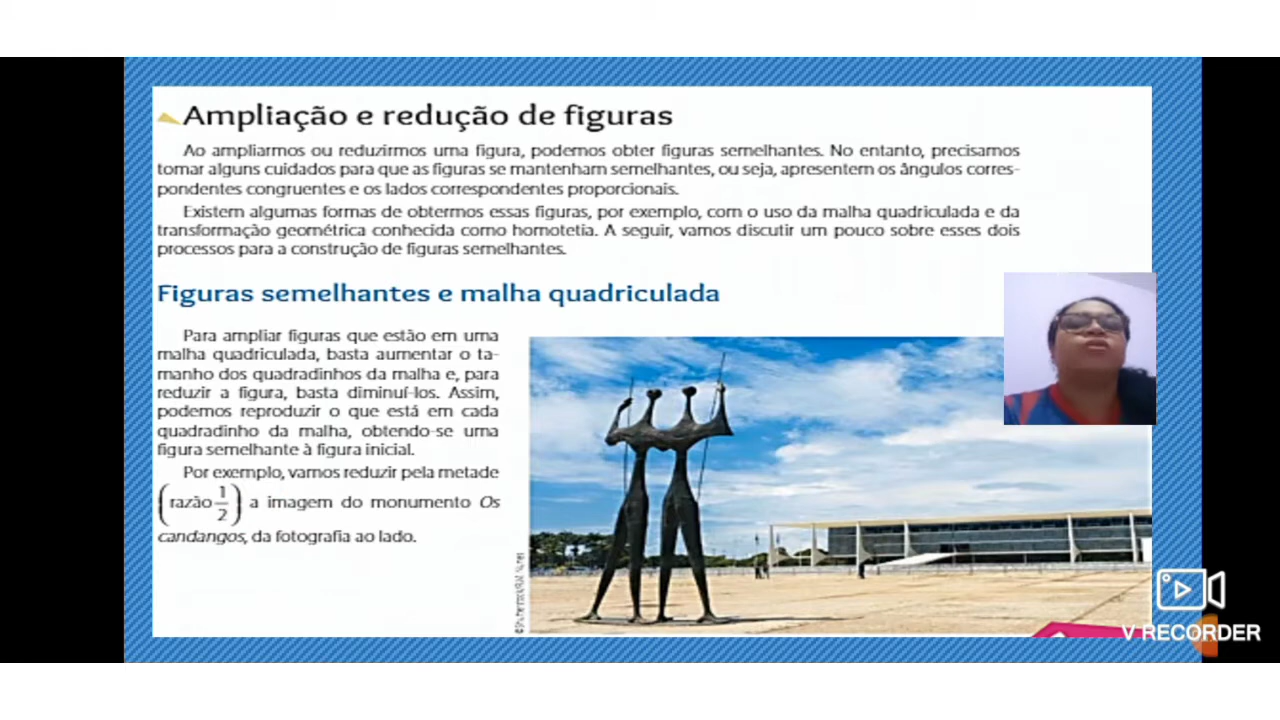 Ampliação e redução de figuras
Ao ampliarmos ou reduzirmos uma figura, podemos obter figuras semelhantes. No entanto, precisamos
tomar alguns cuidados para que as figuras se mantenham semelhantes, ou seja, apresentem os ângulos corres-
pondentes congruentes e os lados correspondentes proporcionais.
Existem algumas formas de obtermos essas figuras, por exemplo, com o uso da malha quadriculada e da
transformação geométrica conhecida como homotetia. A seguir, vamos discutir um pouco sobre esses dois
processos para a construção de figuras semelhantes.
Figuras semelhantes e malha quadriculada
Para ampliar figuras que estão em uma
malha quadriculada, basta aumentar o ta-
manho dos quadradinhos da malha e, para
reduzir a figura, basta diminuí-los. Assim,
podemos reproduzir o que está em cada
quadradinho da malha, obtendo-se uma
figura semelhante à figura inicial.
Por exemplo, vamos reduzir pela metade
(razão 1/2) a imagem do monumento Os
candangos, da fotografia ao lado.
V RECORDER